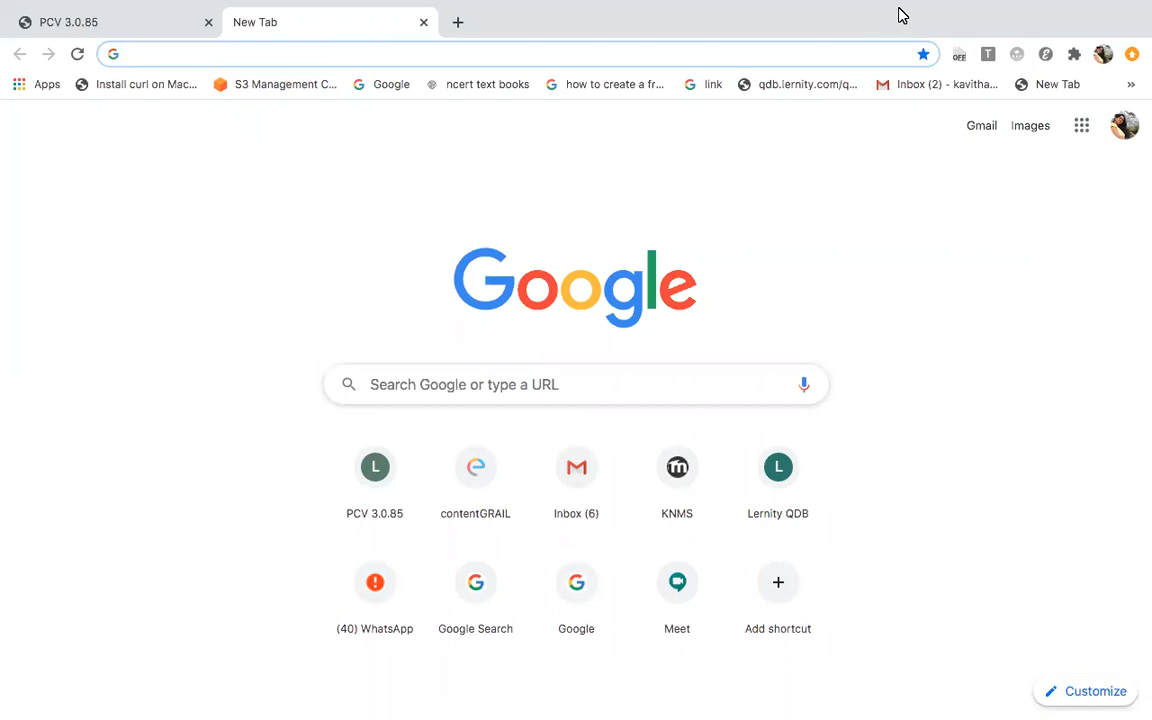 PCV 3.0.85
New Tab
OFF
T
Apps
Install curl on Mac...
S3 Management C...
Google
ncert text books
how to create a fr...
link
qdb.lernity.com/q...
Inbox (2) - kavitha...
New Tab
»
Gmail
Images
Google
Search Google or type a URL
L
L
PCV 3.0.85
contentGRAIL
Inbox (6)
KNMS
Lernity QDB
(40) WhatsApp
Google Search
Google
Meet
Add shortcut
Customize